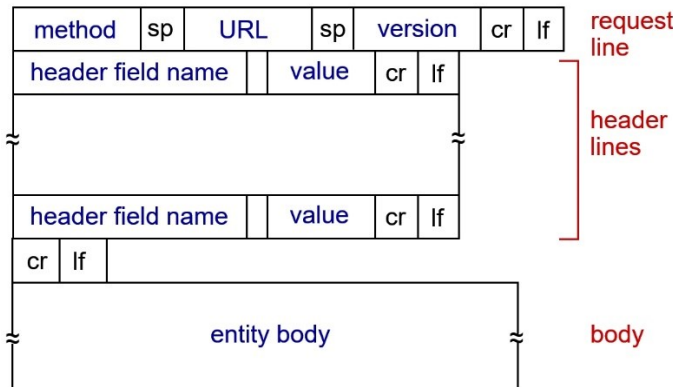 method sp URL sp version cr lf
request
line
header field name value cr lf
header
lines
header field name value cr lf
cr lf
entity body
body